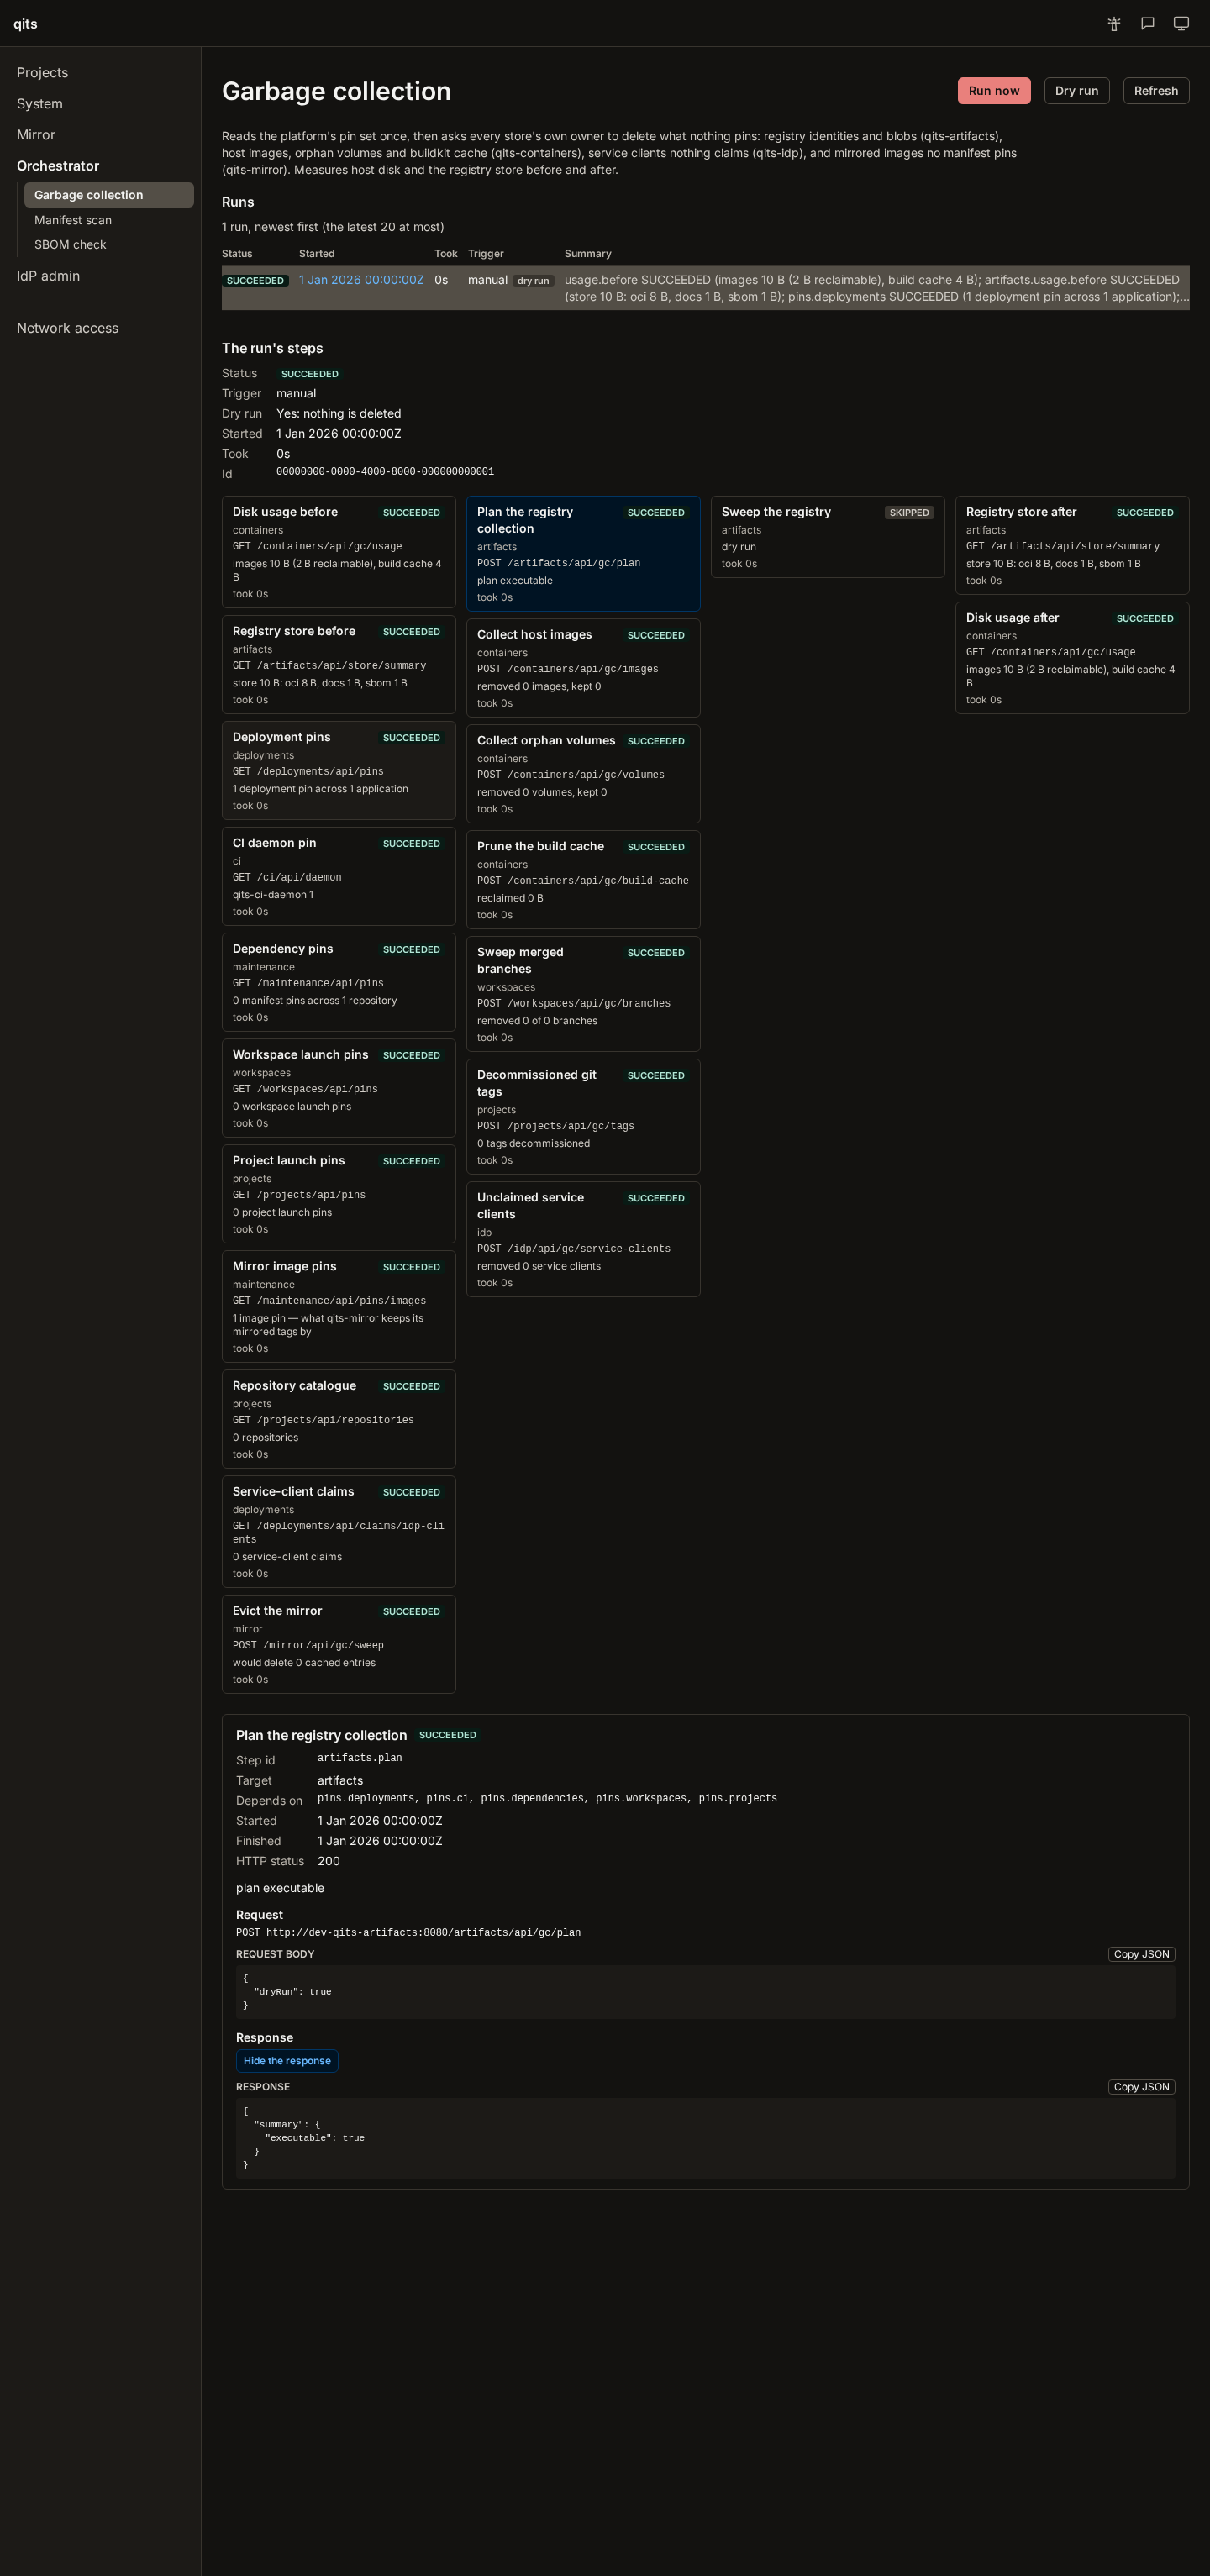 qits
Projects
System
Mirror
Orchestrator
Garbage collection
Manifest scan
SBOM check
IdP admin
Network access
Garbage collection
Run now
Dry run
Refresh
Reads the platform's pin set once, then asks every store's own owner to delete what nothing pins: registry identities and blobs (qits-artifacts),
host images, orphan volumes and buildkit cache (qits-containers), service clients nothing claims (qits-idp), and mirrored images no manifest pins
(qits-mirror). Measures host disk and the registry store before and after.
Runs
1 run, newest first (the latest 20 at most)
Status Started Took Trigger Summary
SUCCEEDED 1 Jan 2026 00:00:00Z 0s manual dry run usage.before SUCCEEDED (images 10 B (2 B reclaimable), build cache 4 B); artifacts.usage.before SUCCEEDED
(store 10 B: oci 8 B, docs 1 B, sbom 1 B); pins.deployments SUCCEEDED (1 deployment pin across 1 application);...
The run's steps
Status SUCCEEDED
Trigger manual
Dry run Yes: nothing is deleted
Started 1 Jan 2026 00:00:00Z
Took 0s
Id 00000000-0000-4000-8000-000000000001
Disk usage before SUCCEEDED
containers
GET /containers/api/gc/usage
images 10 B (2 B reclaimable), build cache 4
B
took 0s
Registry store before SUCCEEDED
artifacts
GET /artifacts/api/store/summary
store 10 B: oci 8 B, docs 1 B, sbom 1 B
took 0s
Deployment pins SUCCEEDED
deployments
GET /deployments/api/pins
1 deployment pin across 1 application
took 0s
CI daemon pin SUCCEEDED
ci
GET /ci/api/daemon
qits-ci-daemon 1
took 0s
Dependency pins SUCCEEDED
maintenance
GET /maintenance/api/pins
0 manifest pins across 1 repository
took 0s
Workspace launch pins SUCCEEDED
workspaces
GET /workspaces/api/pins
0 workspace launch pins
took 0s
Project launch pins SUCCEEDED
projects
GET /projects/api/pins
0 project launch pins
took 0s
Mirror image pins SUCCEEDED
maintenance
GET /maintenance/api/pins/images
1 image pin — what qits-mirror keeps its
mirrored tags by
took 0s
Repository catalogue SUCCEEDED
projects
GET /projects/api/repositories
0 repositories
took 0s
Service-client claims SUCCEEDED
deployments
GET /deployments/api/claims/idp-cli
ents
0 service-client claims
took 0s
Evict the mirror SUCCEEDED
mirror
POST /mirror/api/gc/sweep
would delete 0 cached entries
took 0s
Plan the registry SUCCEEDED
collection
artifacts
POST /artifacts/api/gc/plan
plan executable
took 0s
Collect host images SUCCEEDED
containers
POST /containers/api/gc/images
removed 0 images, kept 0
took 0s
Collect orphan volumes SUCCEEDED
containers
POST /containers/api/gc/volumes
removed 0 volumes, kept 0
took 0s
Prune the build cache SUCCEEDED
containers
POST /containers/api/gc/build-cache
reclaimed 0 B
took 0s
Sweep merged SUCCEEDED
branches
workspaces
POST /workspaces/api/gc/branches
removed 0 of 0 branches
took 0s
Decommissioned git SUCCEEDED
tags
projects
POST /projects/api/gc/tags
0 tags decommissioned
took 0s
Unclaimed service SUCCEEDED
clients
idp
POST /idp/api/gc/service-clients
removed 0 service clients
took 0s
Sweep the registry SKIPPED
artifacts
dry run
took 0s
Registry store after SUCCEEDED
artifacts
GET /artifacts/api/store/summary
store 10 B: oci 8 B, docs 1 B, sbom 1 B
took 0s
Disk usage after SUCCEEDED
containers
GET /containers/api/gc/usage
images 10 B (2 B reclaimable), build cache 4
B
took 0s
Plan the registry collection SUCCEEDED
Step id artifacts.plan
Target artifacts
Depends on pins.deployments, pins.ci, pins.dependencies, pins.workspaces, pins.projects
Started 1 Jan 2026 00:00:00Z
Finished 1 Jan 2026 00:00:00Z
HTTP status 200
plan executable
Request
POST http://dev-qits-artifacts:8080/artifacts/api/gc/plan
REQUEST BODY Copy JSON
{
"dryRun": true
}
Response
Hide the response
RESPONSE Copy JSON
{
"summary": {
"executable": true
}
}